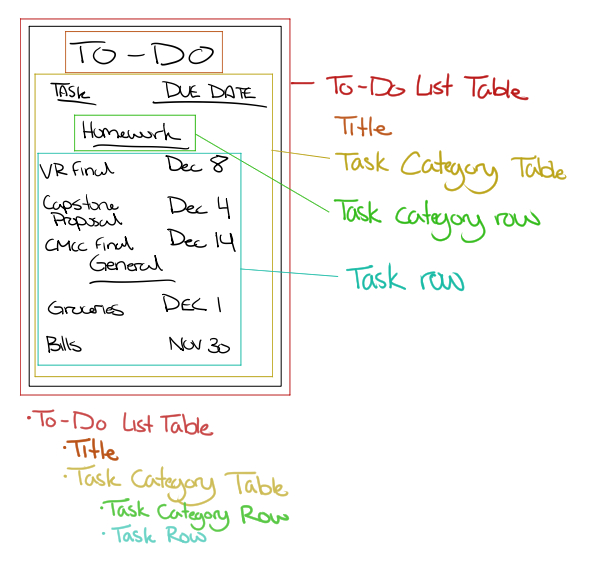 TO-DO
TASK DUE DATE
Homework
VR Final Dec 8
Capstone Proposal Dec 4
CMCC Final Dec 14
General
Groceries DEC 1
Bills Nov 30
To-Do List Table
Title
Task Category Table
Task category row
Task row
·To-Do List Table
·Title
·Task Category Table
·Task Category Row
·Task Row